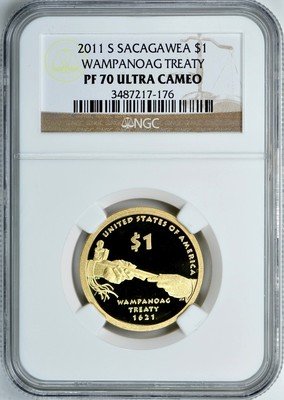 2011 S SACAGAWEA $1
WAMPANOAG TREATY
PF 70 ULTRA CAMEO
3487217-176
NGC
UNITED STATES OF AMERICA
$1
WAMPANOAG
TREATY
1621